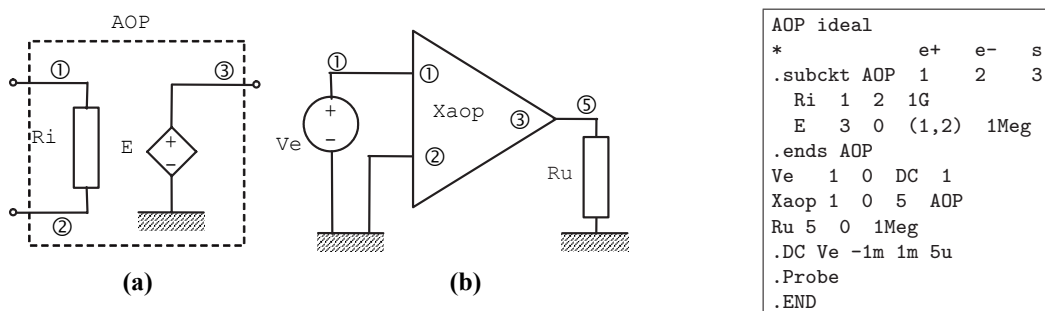 AOP
① ③
Ri E
②
(a)
① ①
Xaop
Ve ③ ⑤
② Ru
(b)
AOP ideal
* e+ e- s
.subckt AOP 1 2 3
Ri 1 2 1G
E 3 0 (1,2) 1Meg
.ends AOP
Ve 1 0 DC 1
Xaop 1 0 5 AOP
Ru 5 0 1Meg
.DC Ve -1m 1m 5u
.Probe
.END